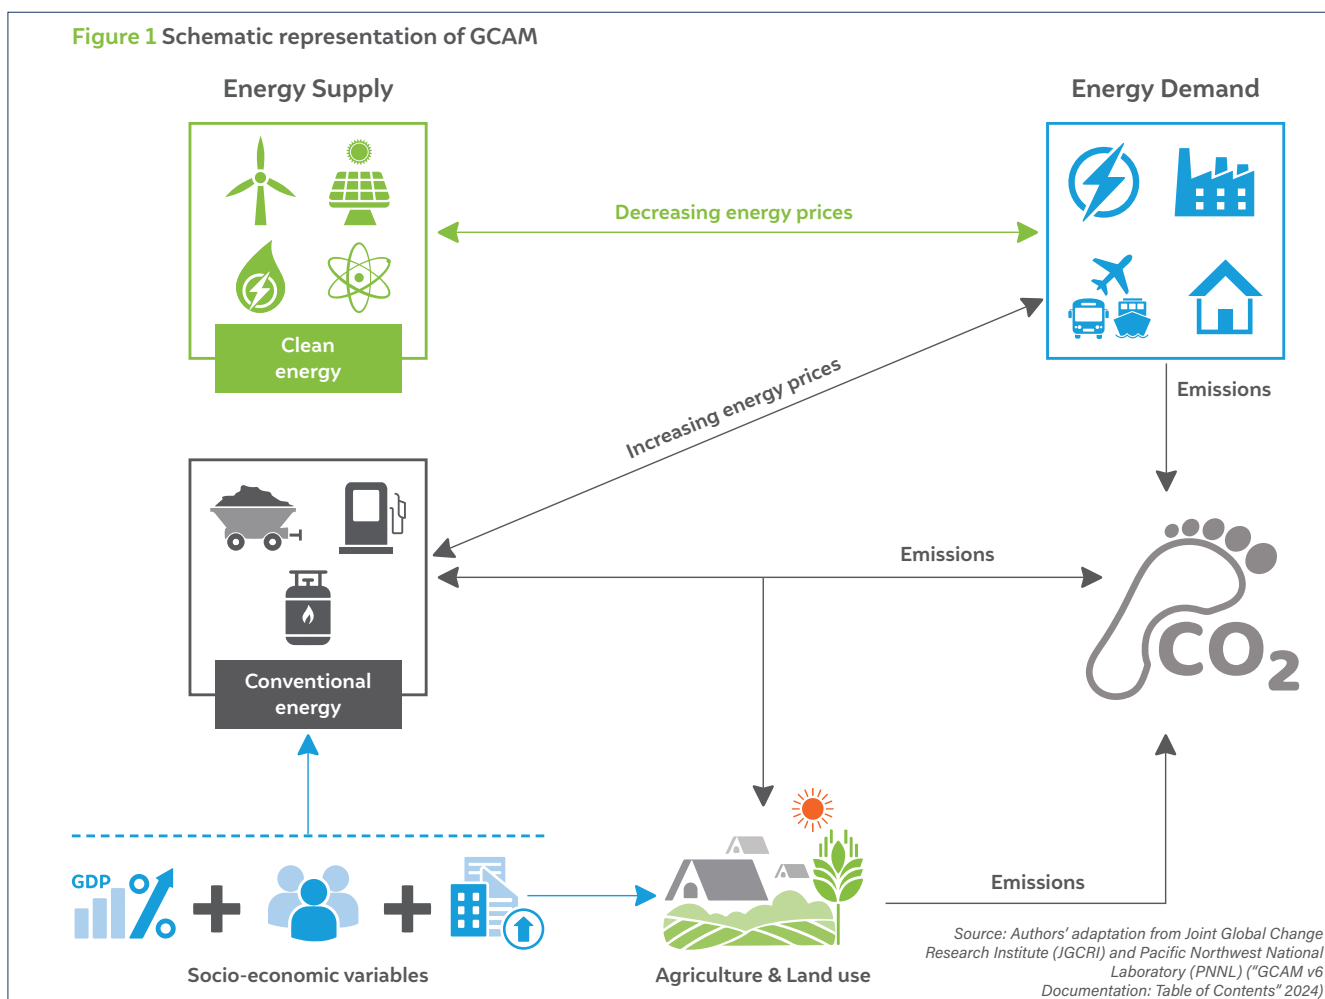 Figure 1 Schematic representation of GCAM
Energy Supply
Energy Demand
Decreasing energy prices
Clean
energy
Increasing energy prices
Emissions
Emissions
CO₂
Conventional
energy
GDP
Emissions
Socio-economic variables
Agriculture & Land use
Source: Authors' adaptation from Joint Global Change
Research Institute (JGCRI) and Pacific Northwest National
Laboratory (PNNL) ("GCAM v6
Documentation: Table of Contents" 2024)